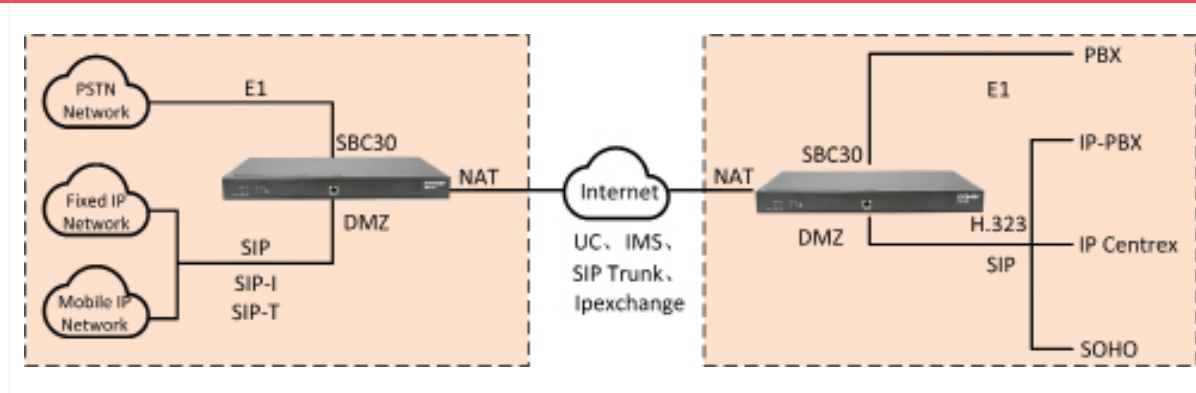 PSTN
Network
E1
SBC30
NAT
Fixed IP
Network
DMZ
SIP
SIP-I
SIP-T
Mobile IP
Network
Internet
UC、IMS、
SIP Trunk、
Ipexchange
NAT
SBC30
DMZ
E1
H.323
SIP
PBX
IP-PBX
IP Centrex
SOHO